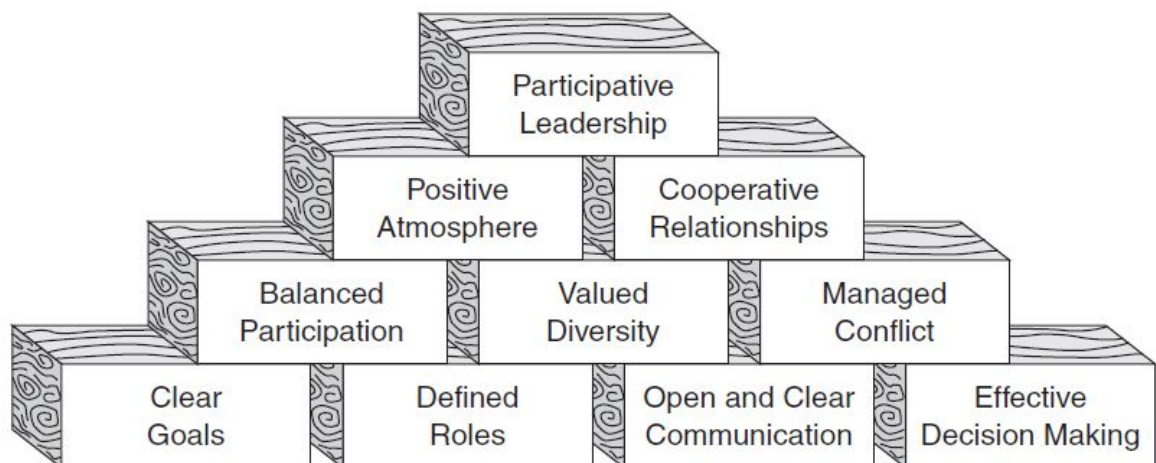 Participative
Leadership
Positive
Atmosphere
Cooperative
Relationships
Balanced
Participation
Valued
Diversity
Managed
Conflict
Clear
Goals
Defined
Roles
Open and Clear
Communication
Effective
Decision Making